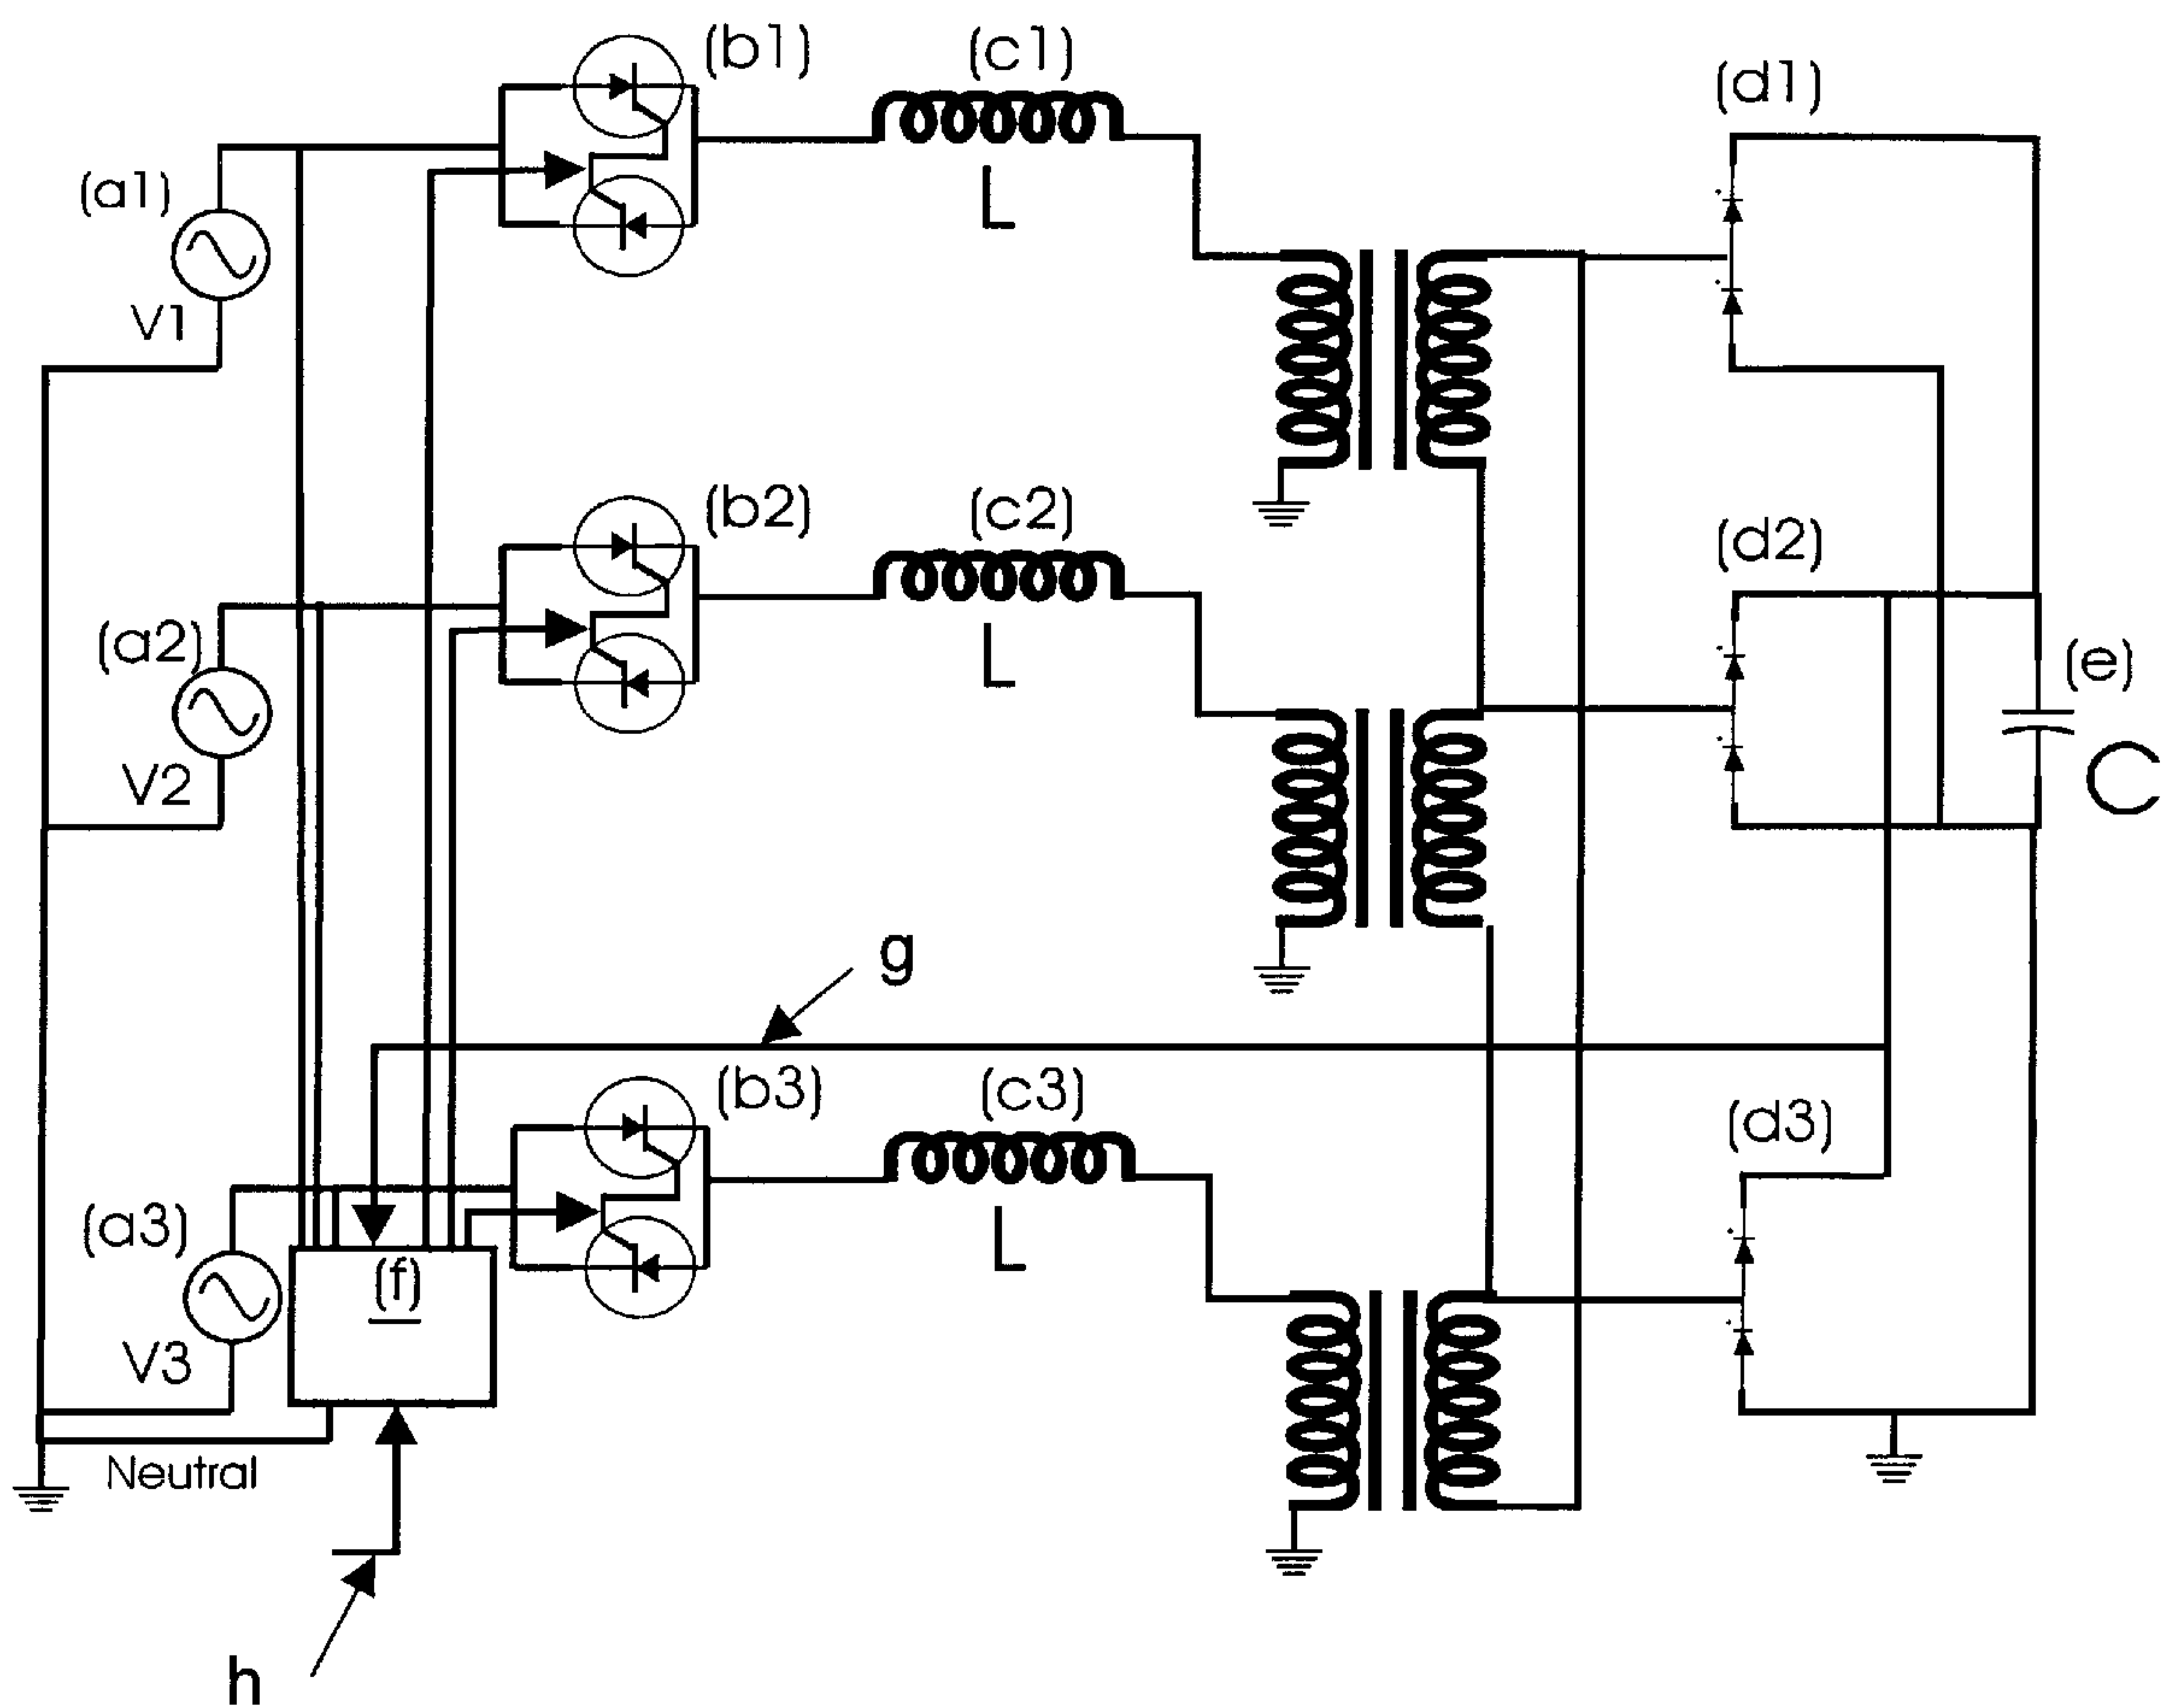 (b1)
(c1)
(d1)
(a1)
L
V1
(b2)
(c2)
(d2)
(a2)
L
(e)
V2
C
g
(b3)
(c3)
(d3)
(a3)
L
(f)
V3
Neutral
h